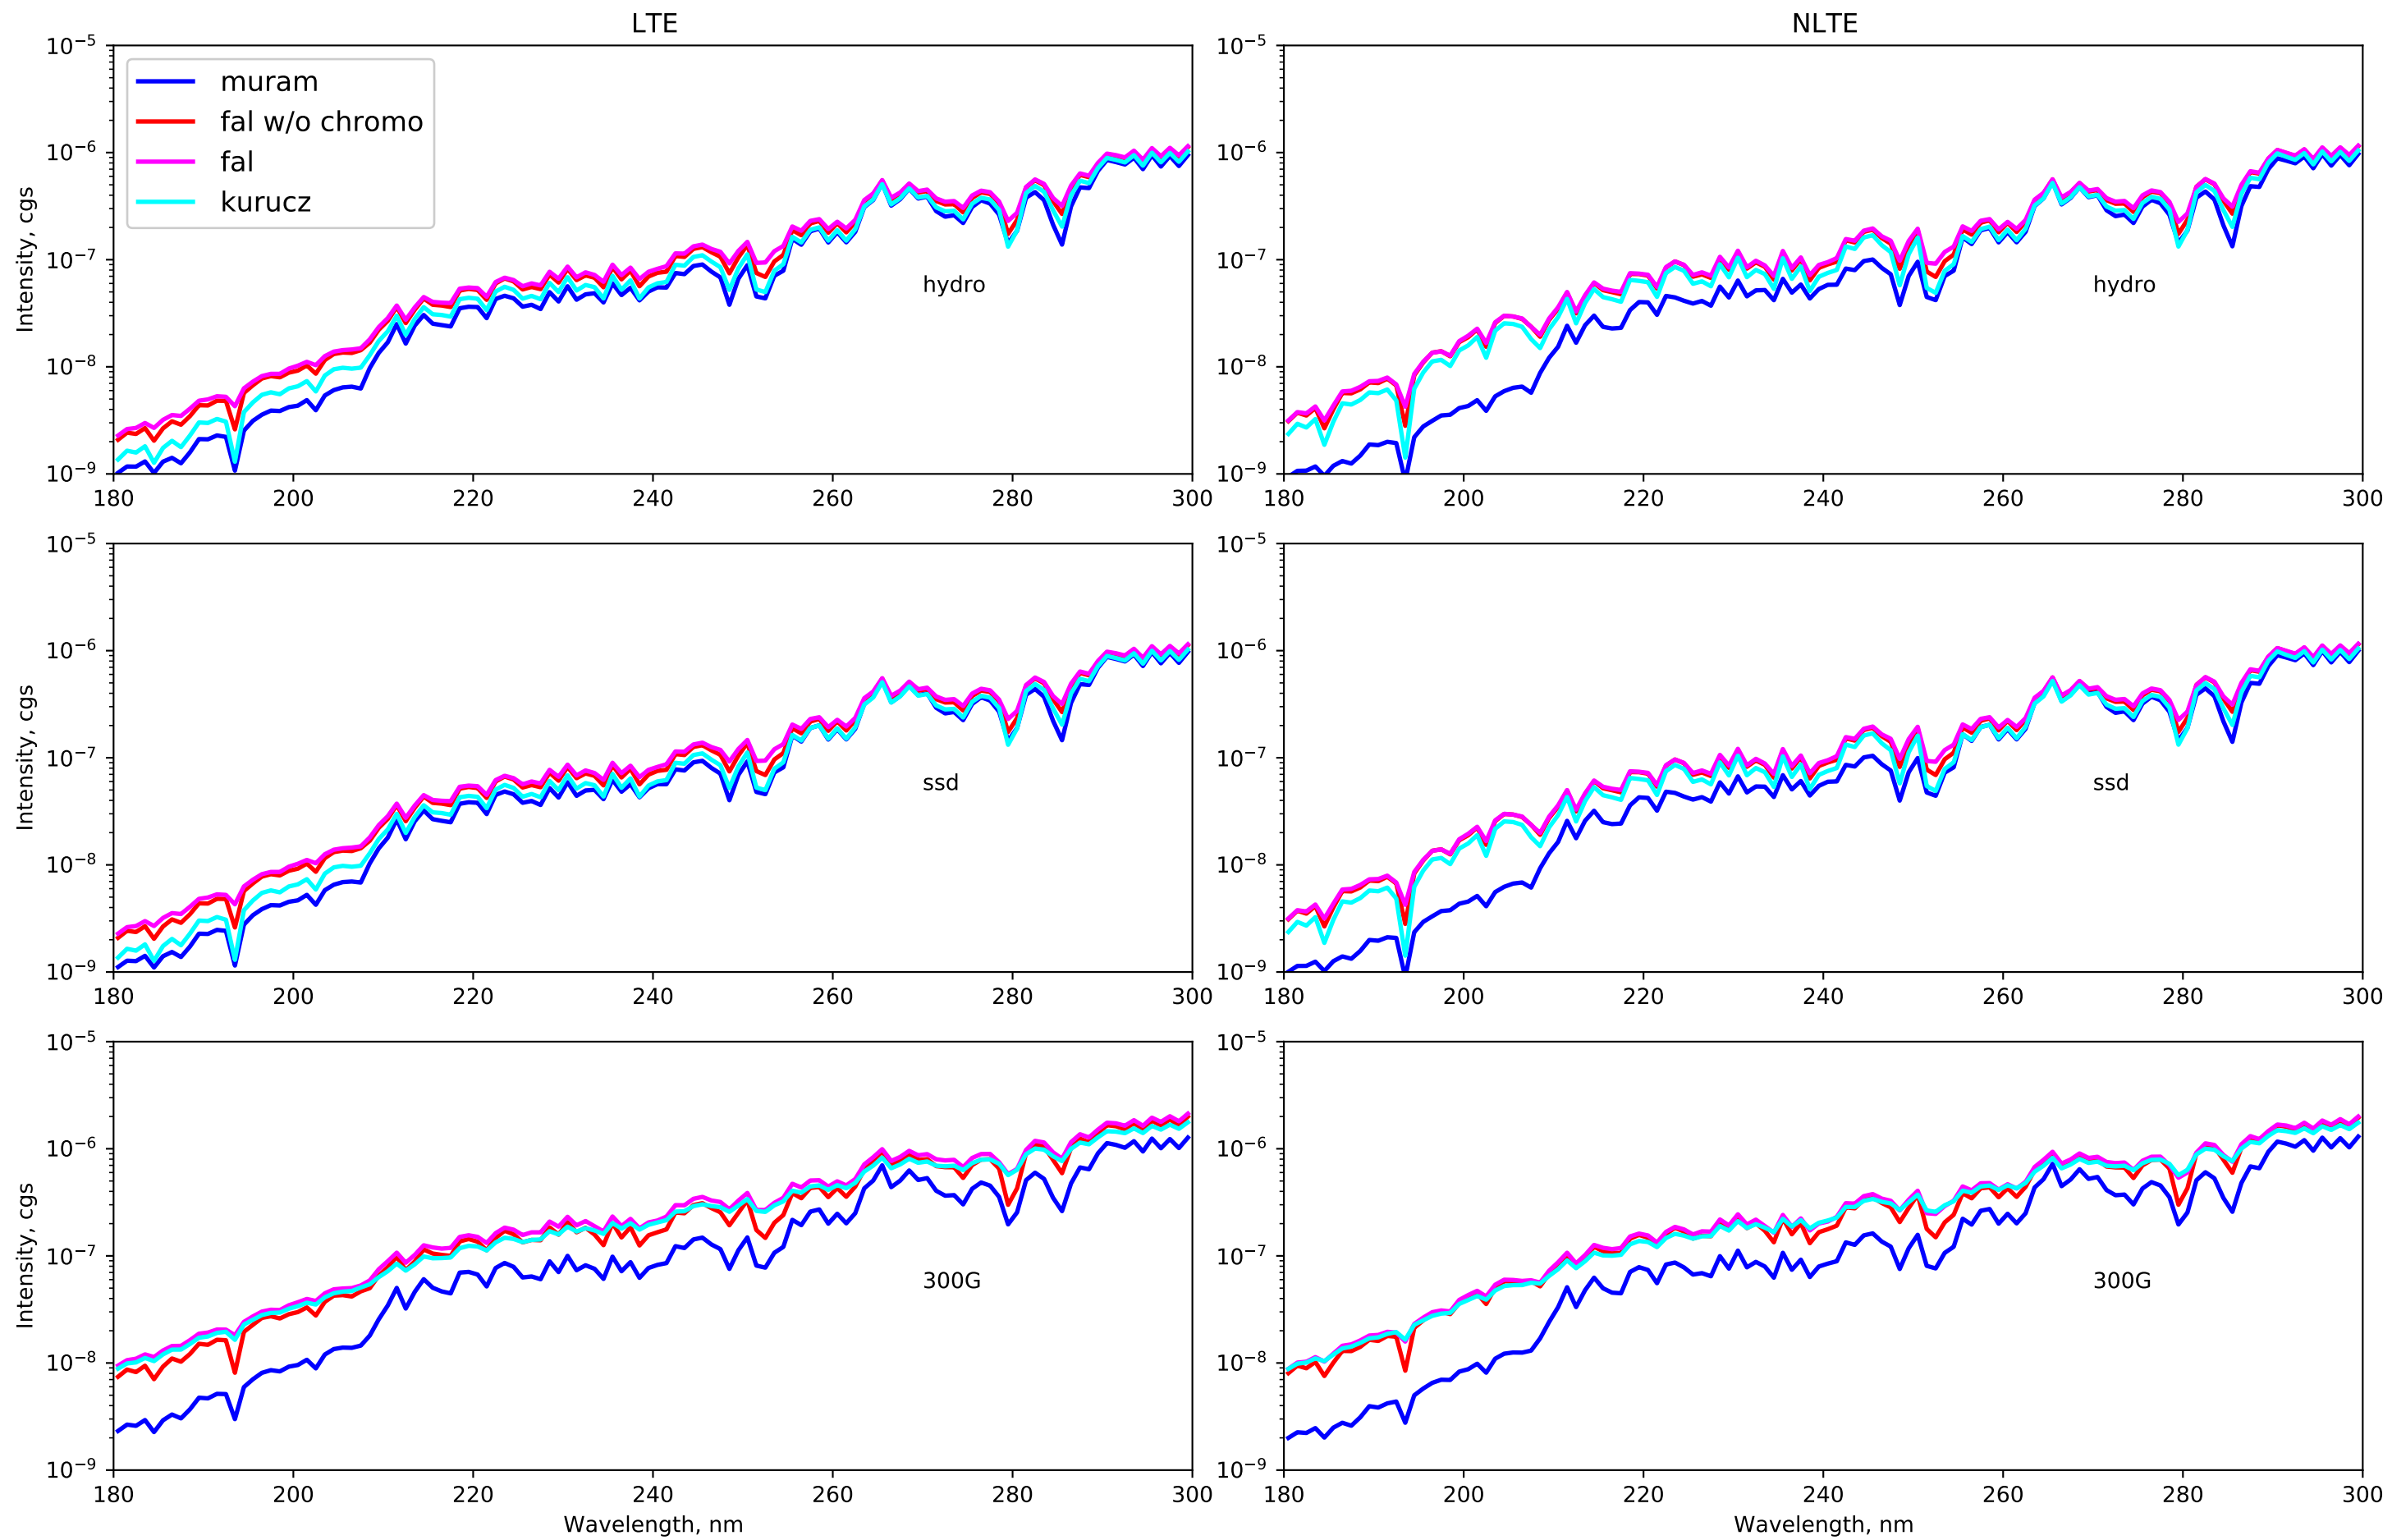 LTE
NLTE
10⁻⁵
10⁻⁶
10⁻⁷
10⁻⁸
10⁻⁹
Intensity, cgs
muram
fal w/o chromo
fal
kurucz
hydro
180 200 220 240 260 280 300
10⁻⁵
10⁻⁶
10⁻⁷
10⁻⁸
10⁻⁹
hydro
180 200 220 240 260 280 300
10⁻⁵
10⁻⁶
10⁻⁷
10⁻⁸
10⁻⁹
Intensity, cgs
ssd
180 200 220 240 260 280 300
10⁻⁵
10⁻⁶
10⁻⁷
10⁻⁸
10⁻⁹
ssd
180 200 220 240 260 280 300
10⁻⁵
10⁻⁶
10⁻⁷
10⁻⁸
10⁻⁹
Intensity, cgs
300G
180 200 220 240 260 280 300
Wavelength, nm
10⁻⁵
10⁻⁶
10⁻⁷
10⁻⁸
10⁻⁹
300G
180 200 220 240 260 280 300
Wavelength, nm